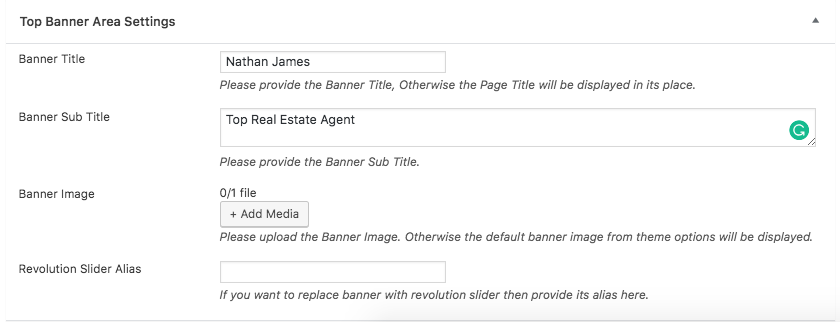 Top Banner Area Settings
Banner Title
Nathan James
Please provide the Banner Title, Otherwise the Page Title will be displayed in its place.
Banner Sub Title
Top Real Estate Agent
Please provide the Banner Sub Title.
Banner Image
0/1 file
+ Add Media
Please upload the Banner Image. Otherwise the default banner image from theme options will be displayed.
Revolution Slider Alias
If you want to replace banner with revolution slider then provide its alias here.